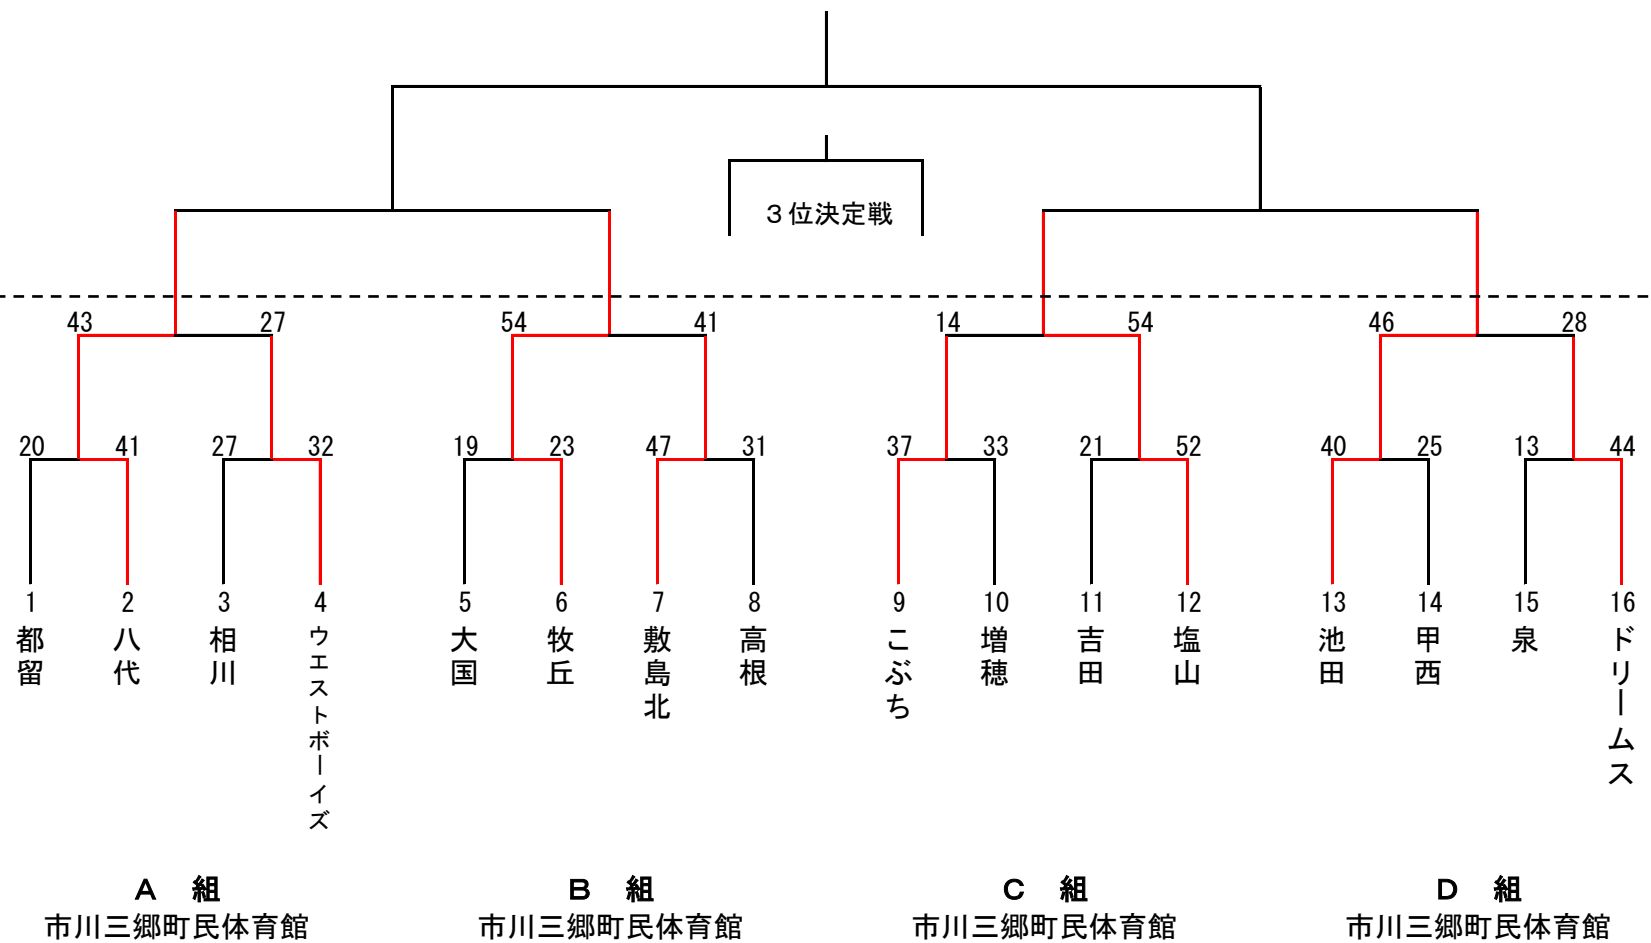 3位決定戦
43 27 54 41 14 54 46 28
20 41 27 32 19 23 47 31 37 33 21 52 40 25 13 44
1 2 3 4 5 6 7 8 9 10 11 12 13 14 15 16
都留
八代
相川
ウエストボーイズ
大国
牧丘
敷島北
高根
こぶち
増穂
吉田
塩山
池田
甲西
泉
ドリームス
A 組 B 組 C 組 D 組
市川三郷町民体育館 市川三郷町民体育館 市川三郷町民体育館 市川三郷町民体育館